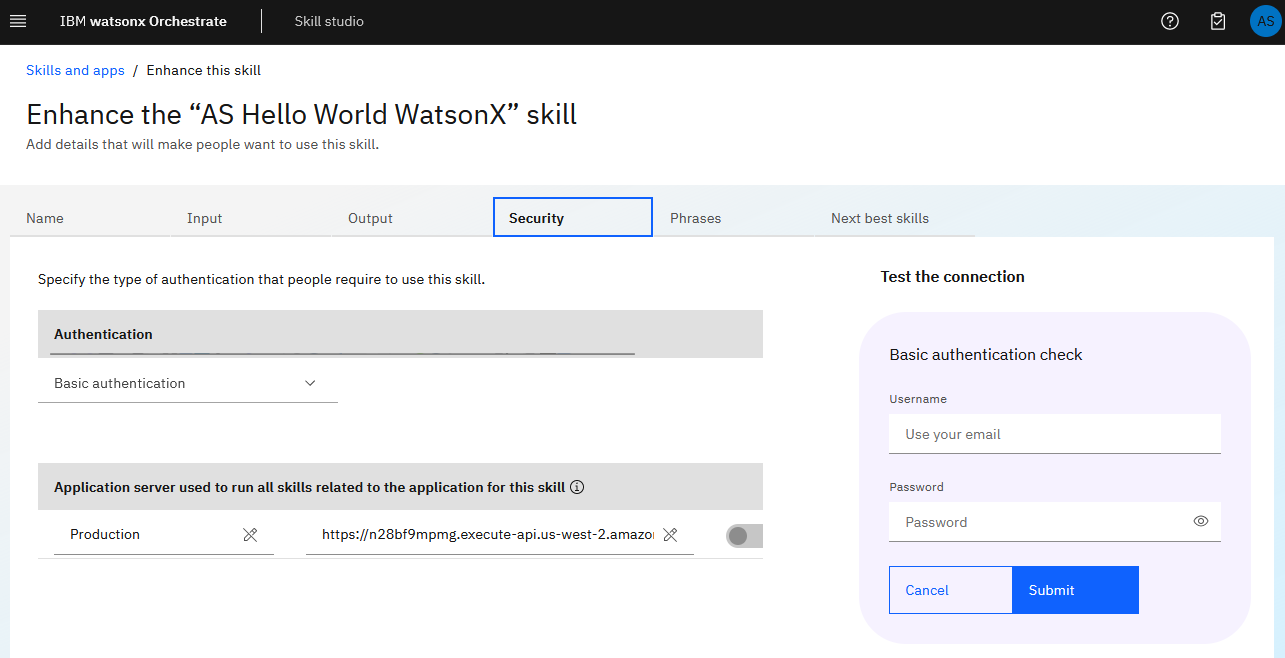 IBM watsonx Orchestrate
Skill studio
AS
Skills and apps / Enhance this skill
Enhance the “AS Hello World WatsonX” skill
Add details that will make people want to use this skill.
Name
Input
Output
Security
Phrases
Next best skills
Specify the type of authentication that people require to use this skill.
Authentication
Basic authentication
Application server used to run all skills related to the application for this skill
Production
https://n28bf9mpmg.execute-api.us-west-2.amazo
Test the connection
Basic authentication check
Username
Use your email
Password
Password
Cancel
Submit